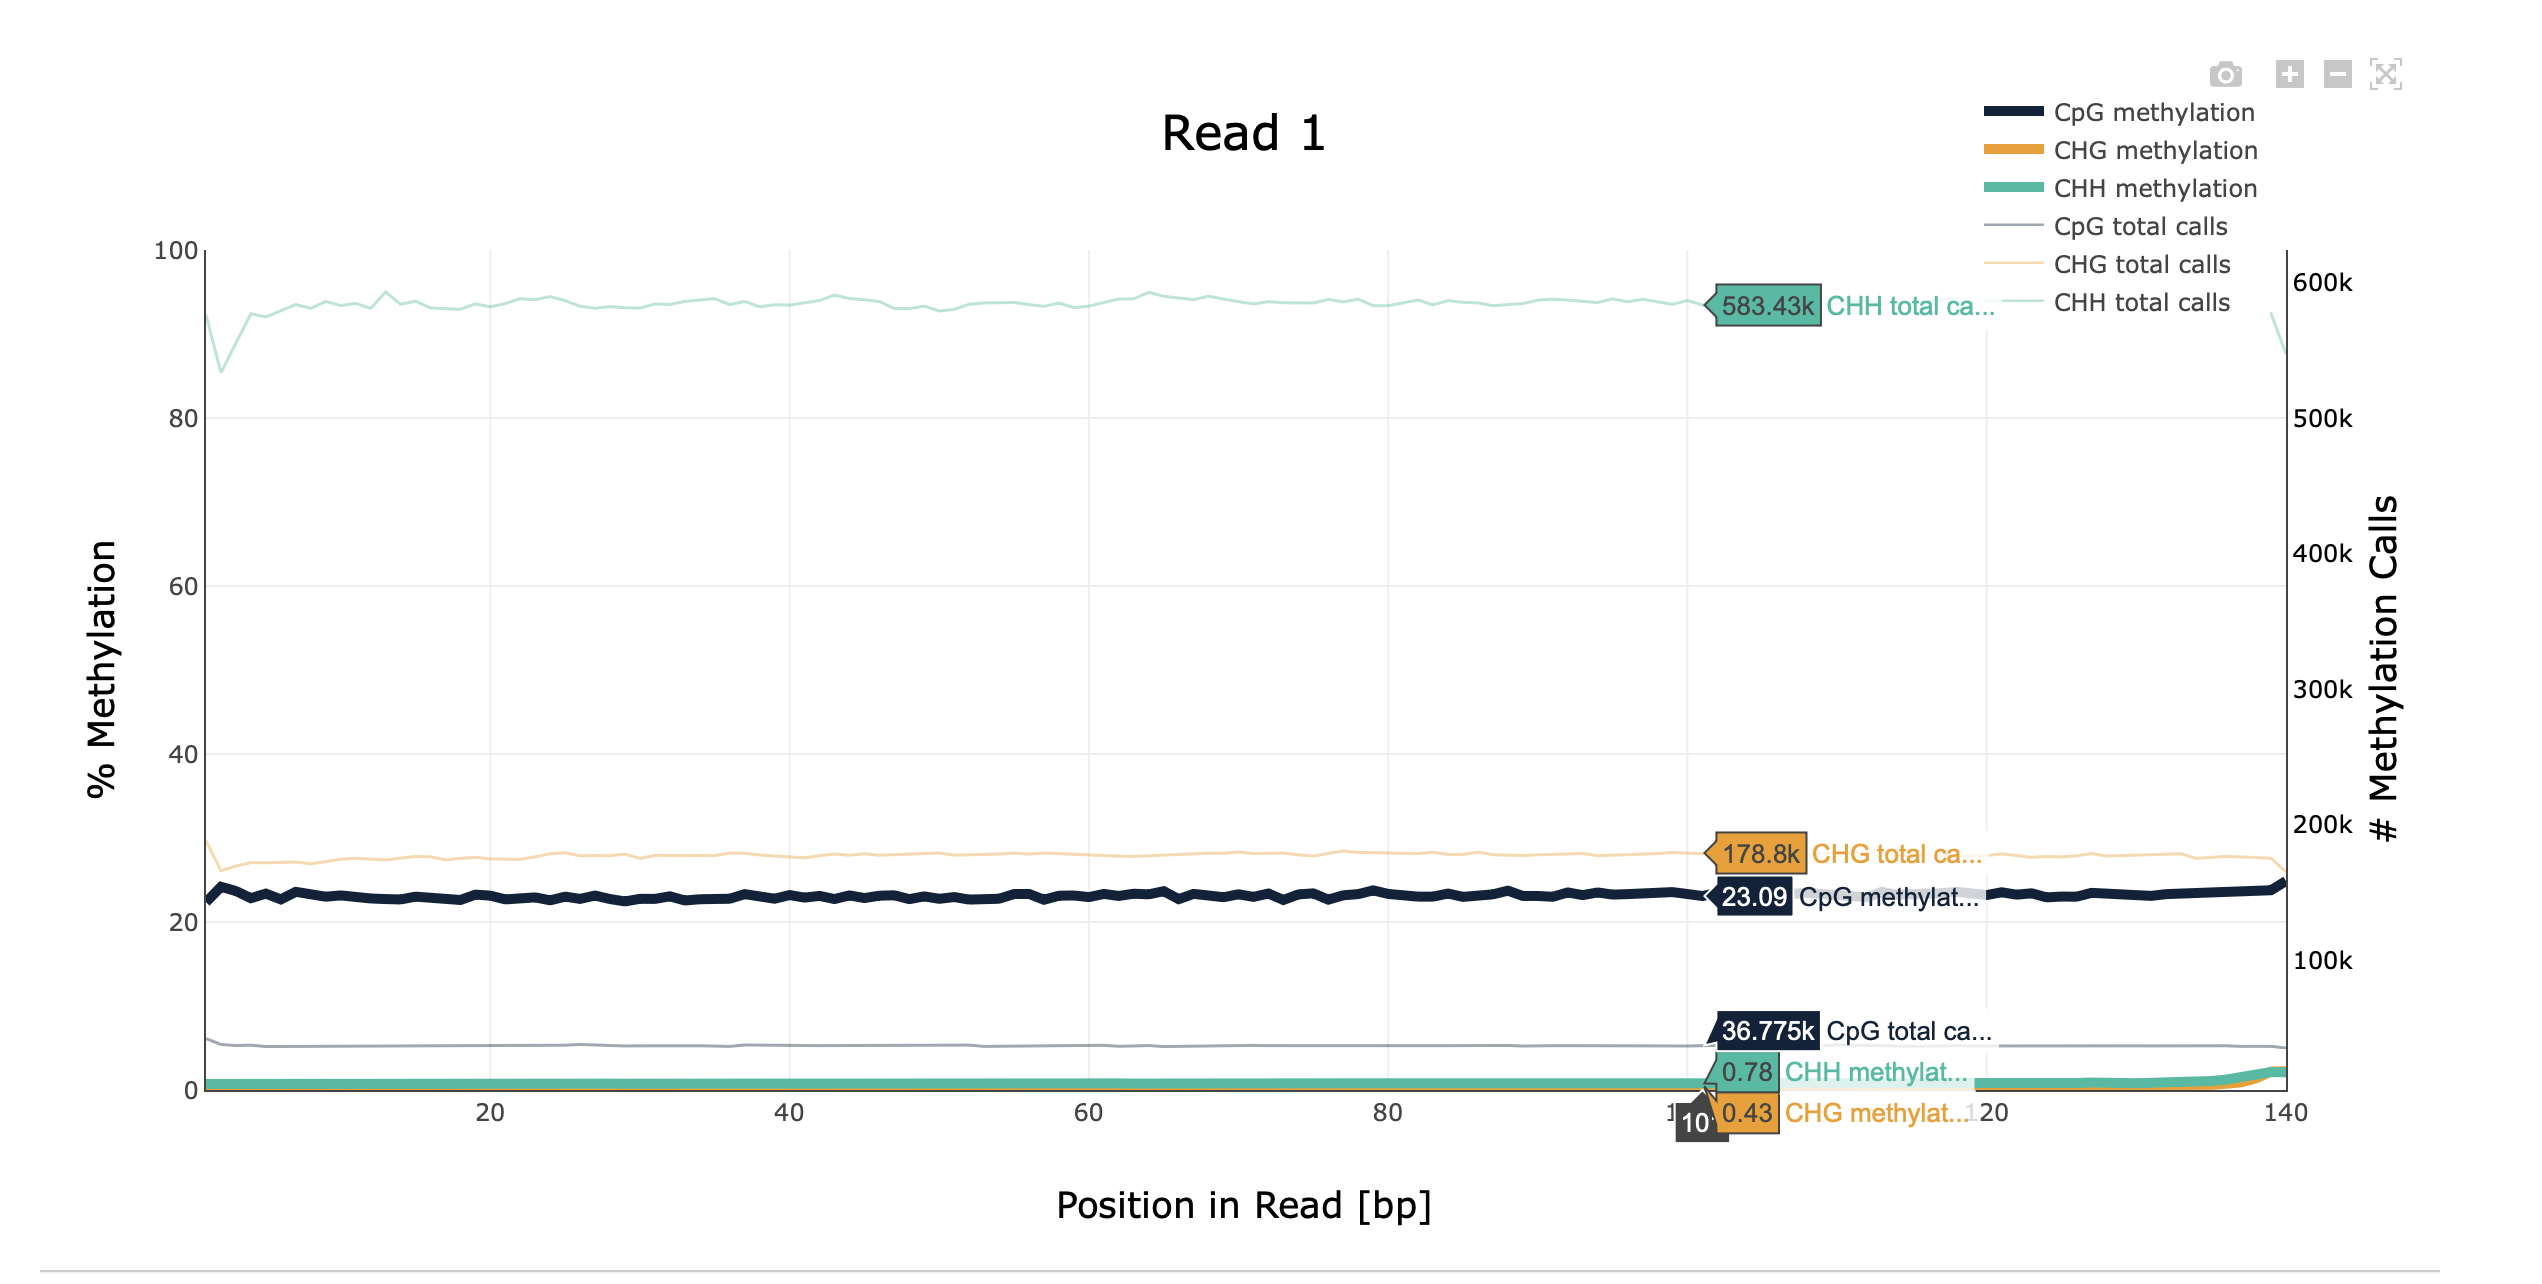 Read 1
CpG methylation
CHG methylation
CHH methylation
CpG total calls
CHG total calls
CHH total calls
100
80
60
40
20
0
% Methylation
600k
500k
400k
300k
200k
100k
# Methylation Calls
583.43k CHH total ca...
178.8k CHG total ca...
23.09 CpG methylat...
36.775k CpG total ca...
0.78 CHH methylat...
0.43 CHG methylat...
20
40
60
80
120
140
Position in Read [bp]